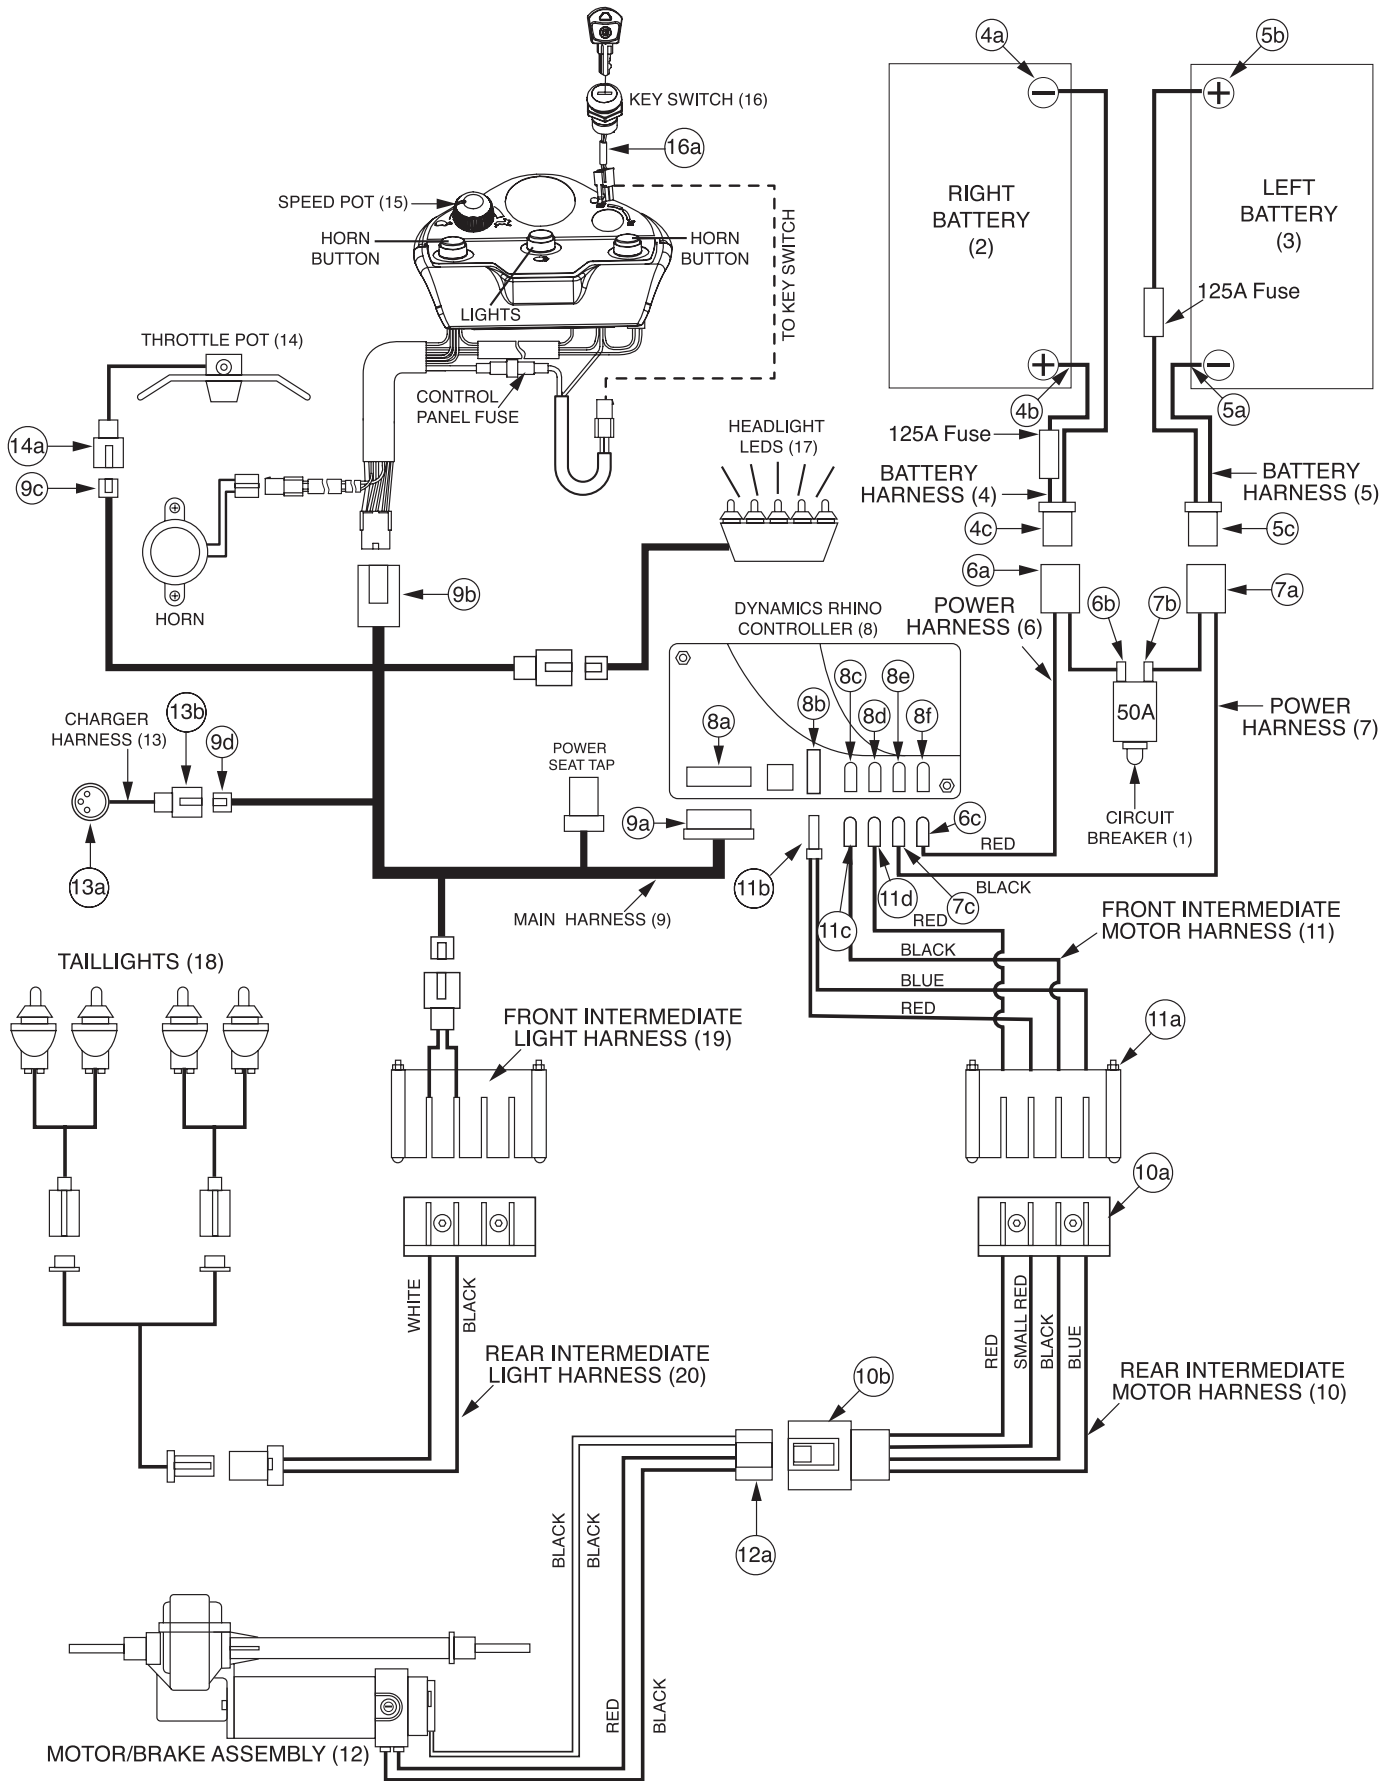 4a
5b
KEY SWITCH (16)
16a
RIGHT
BATTERY
(2)
LEFT
BATTERY
(3)
SPEED POT (15)
HORN
BUTTON
HORN
BUTTON
LIGHTS
TO KEY SWITCH
125A Fuse
THROTTLE POT (14)
CONTROL
PANEL FUSE
4b
5a
14a
9c
HEADLIGHT
LEDS (17)
125A Fuse
BATTERY
HARNESS (4)
BATTERY
HARNESS (5)
4c
5c
HORN
9b
6a
7a
DYNAMICS RHINO
CONTROLLER (8)
POWER
HARNESS (6)
6b
7b
8a
8b
8c
8d
8e
8f
50A
POWER
HARNESS (7)
CHARGER
HARNESS (13)
13b
9d
POWER
SEAT TAP
13a
9a
CIRCUIT
BREAKER (1)
6c
RED
11b
11c
11d
7c
BLACK
MAIN HARNESS (9)
RED
BLACK
BLUE
RED
FRONT INTERMEDIATE
MOTOR HARNESS (11)
TAILLIGHTS (18)
FRONT INTERMEDIATE
LIGHT HARNESS (19)
11a
10a
WHITE
BLACK
RED
SMALL RED
BLACK
BLUE
REAR INTERMEDIATE
LIGHT HARNESS (20)
10b
REAR INTERMEDIATE
MOTOR HARNESS (10)
BLACK
BLACK
12a
RED
BLACK
MOTOR/BRAKE ASSEMBLY (12)